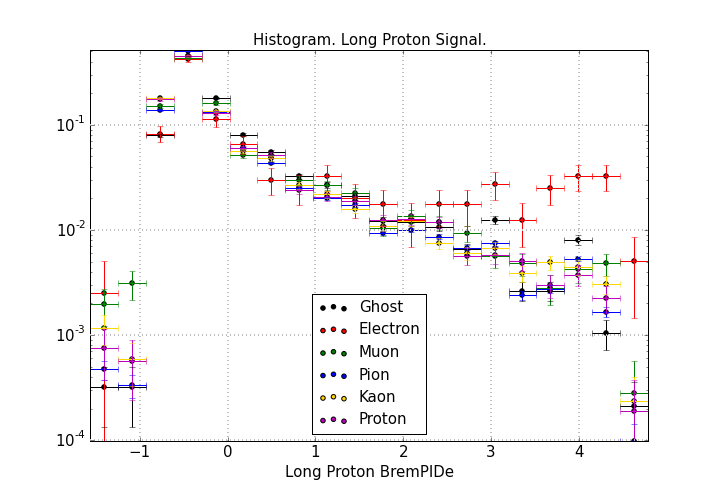 Histogram. Long Proton Signal.
10⁻¹
10⁻²
10⁻³
10⁻⁴
Ghost
Electron
Muon
Pion
Kaon
Proton
−1 0 1 2 3 4
Long Proton BremPIDe